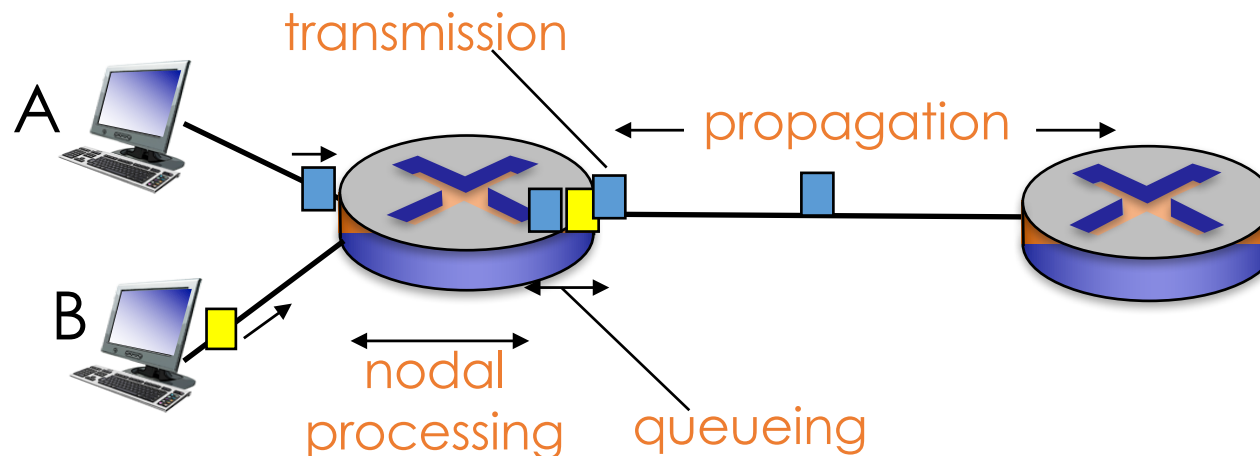 transmission
A
propagation
B
nodal
processing
queueing